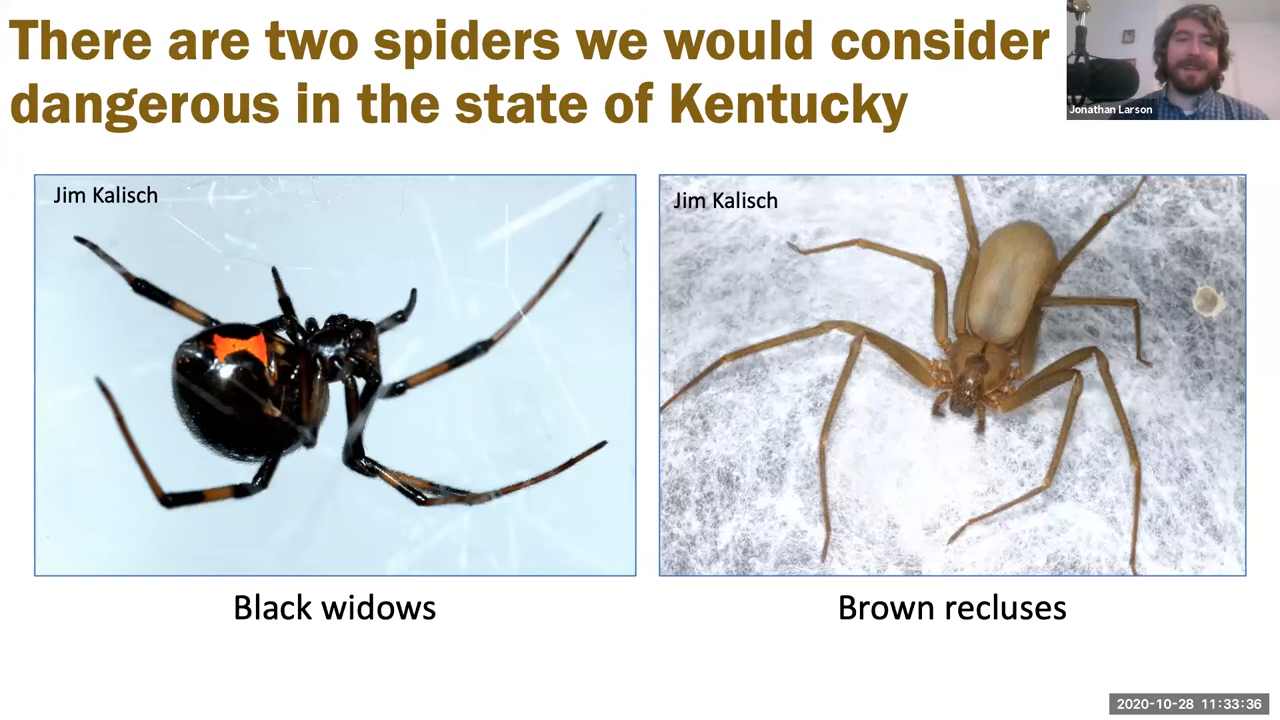 There are two spiders we would consider
dangerous in the state of Kentucky
Jonathan Larson
Jim Kalisch
Jim Kalisch
Black widows
Brown recluses
2020-10-28 11:33:36